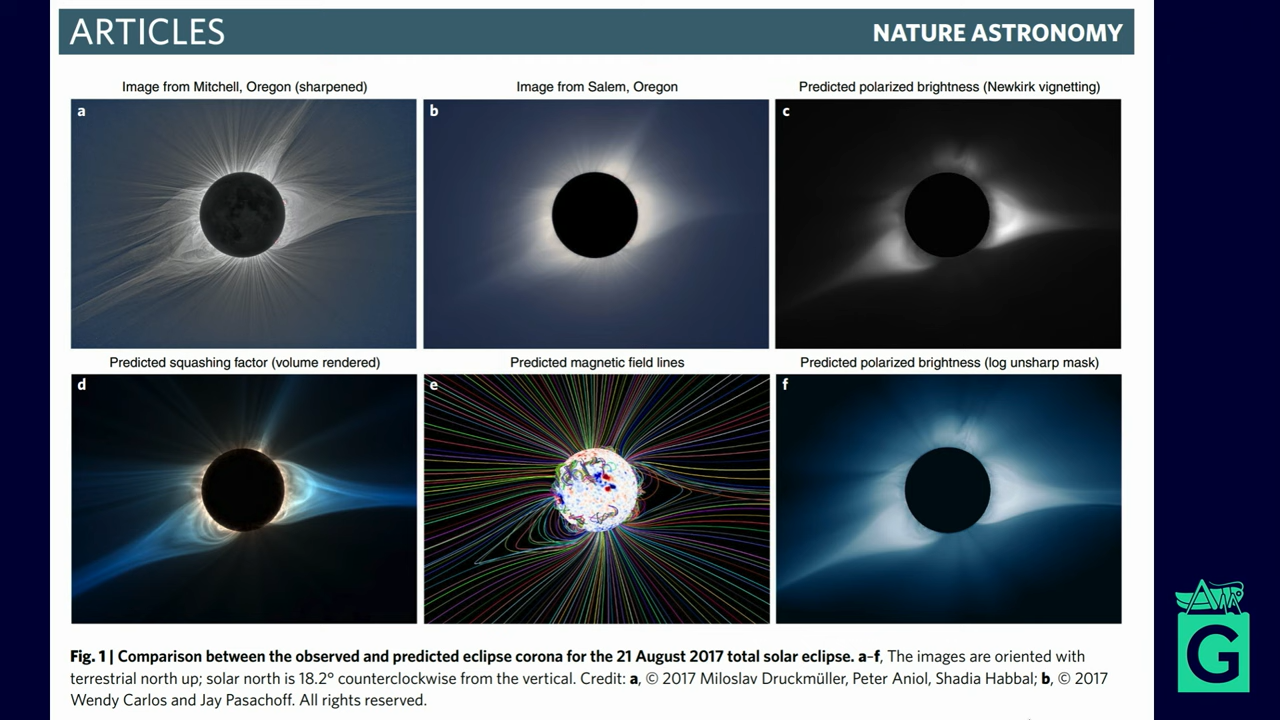 ARTICLES
NATURE ASTRONOMY
Image from Mitchell, Oregon (sharpened)
Image from Salem, Oregon
Predicted polarized brightness (Newkirk vignetting)
a
b
c
Predicted squashing factor (volume rendered)
Predicted magnetic field lines
Predicted polarized brightness (log unsharp mask)
d
e
f
Fig. 1 | Comparison between the observed and predicted eclipse corona for the 21 August 2017 total solar eclipse. a–f, The images are oriented with
terrestrial north up; solar north is 18.2° counterclockwise from the vertical. Credit: a, © 2017 Miloslav Druckmüller, Peter Aniol, Shadia Habbal; b, © 2017
Wendy Carlos and Jay Pasachoff. All rights reserved.
G